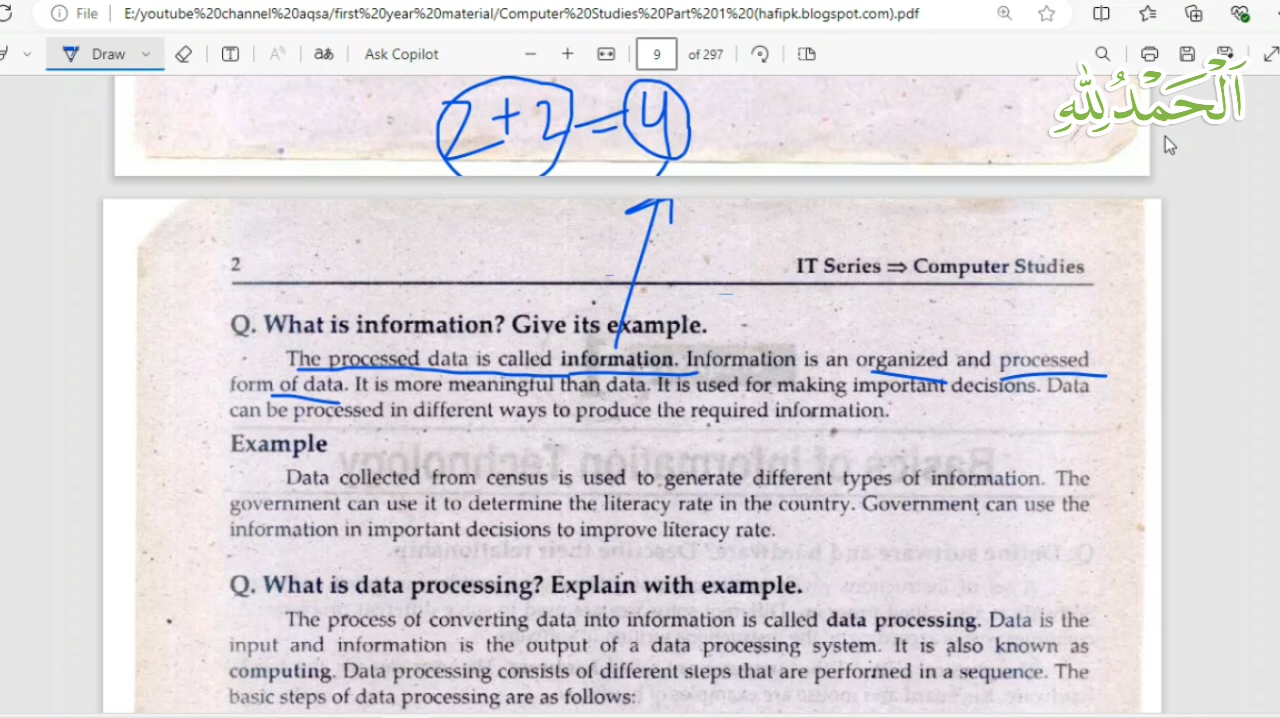 File
E:/youtube%20channel%20aqsa/first%20year%20material/Computer%20Studies%20Part%201%20(hafipk.blogspot.com).pdf
Draw
aあ
Ask Copilot
9 of 297
اَلْحَمْدُلِلّٰه
2+2=4
2
IT Series ⇒ Computer Studies
Q. What is information? Give its example.
The processed data is called information. Information is an organized and processed
form of data. It is more meaningful than data. It is used for making important decisions. Data
can be processed in different ways to produce the required information.
Example
Data collected from census is used to generate different types of information. The
government can use it to determine the literacy rate in the country. Government can use the
information in important decisions to improve literacy rate.
Q. What is data processing? Explain with example.
The process of converting data into information is called data processing. Data is the
input and information is the output of a data processing system. It is also known as
computing. Data processing consists of different steps that are performed in a sequence. The
basic steps of data processing are as follows: